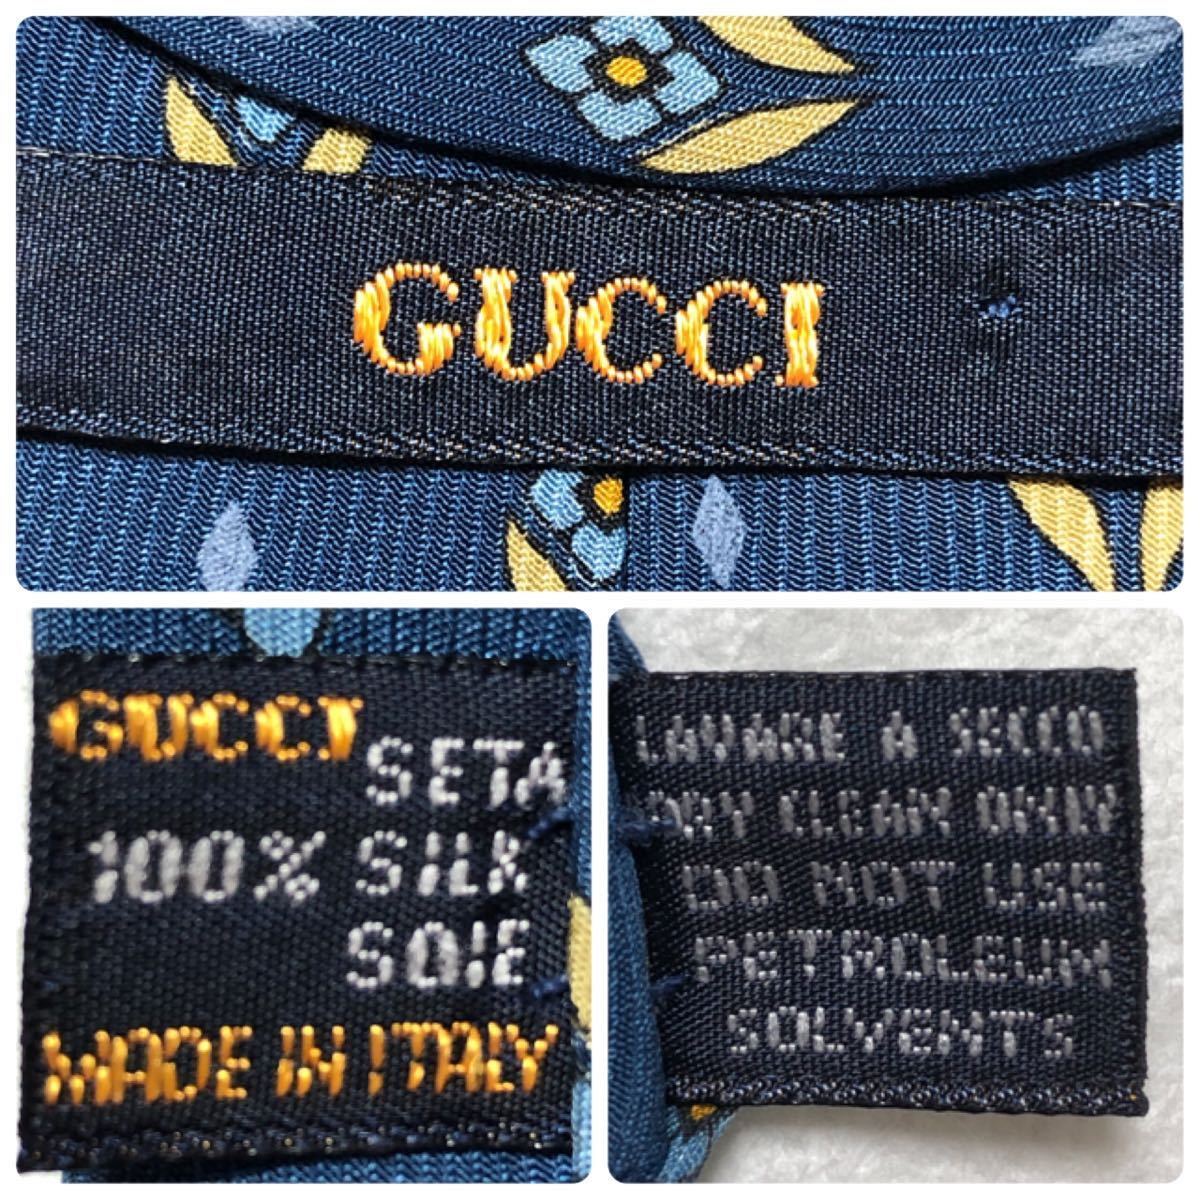 GUCCI
GUCCI
SETA
100% SILK
SOIE
MADE IN ITALY
LAVARE A SECCO
DRY CLEAN ONLY
DO NOT USE
PETROLEUM
SOLVENTS